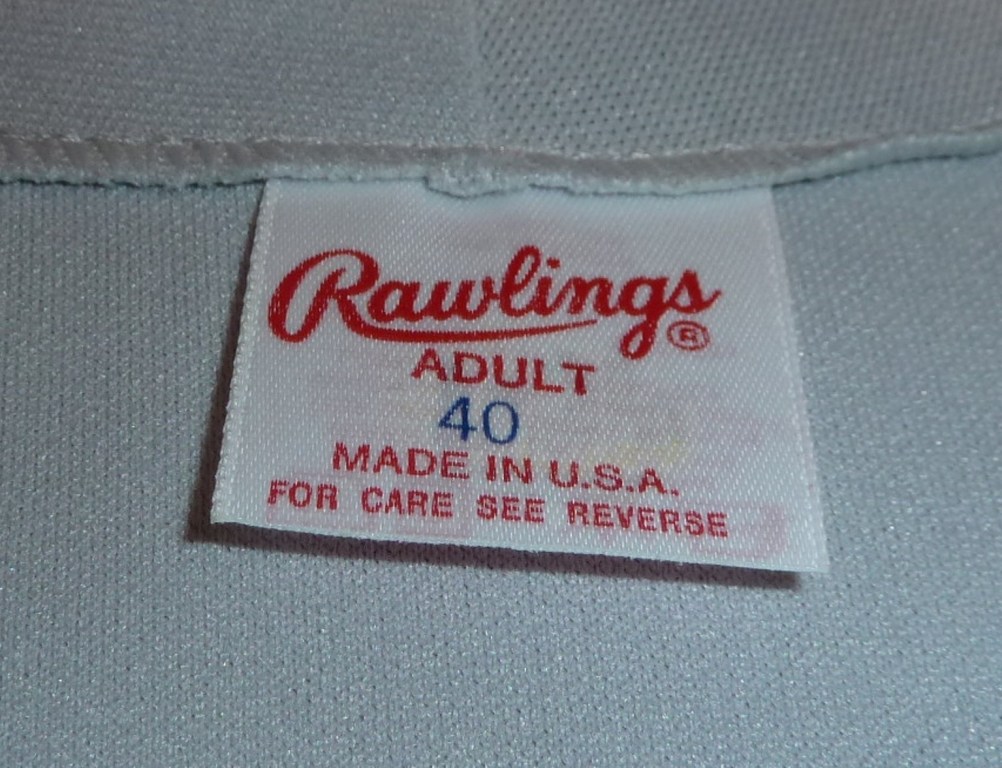 Rawlings®
ADULT
40
MADE IN U.S.A.
FOR CARE SEE REVERSE